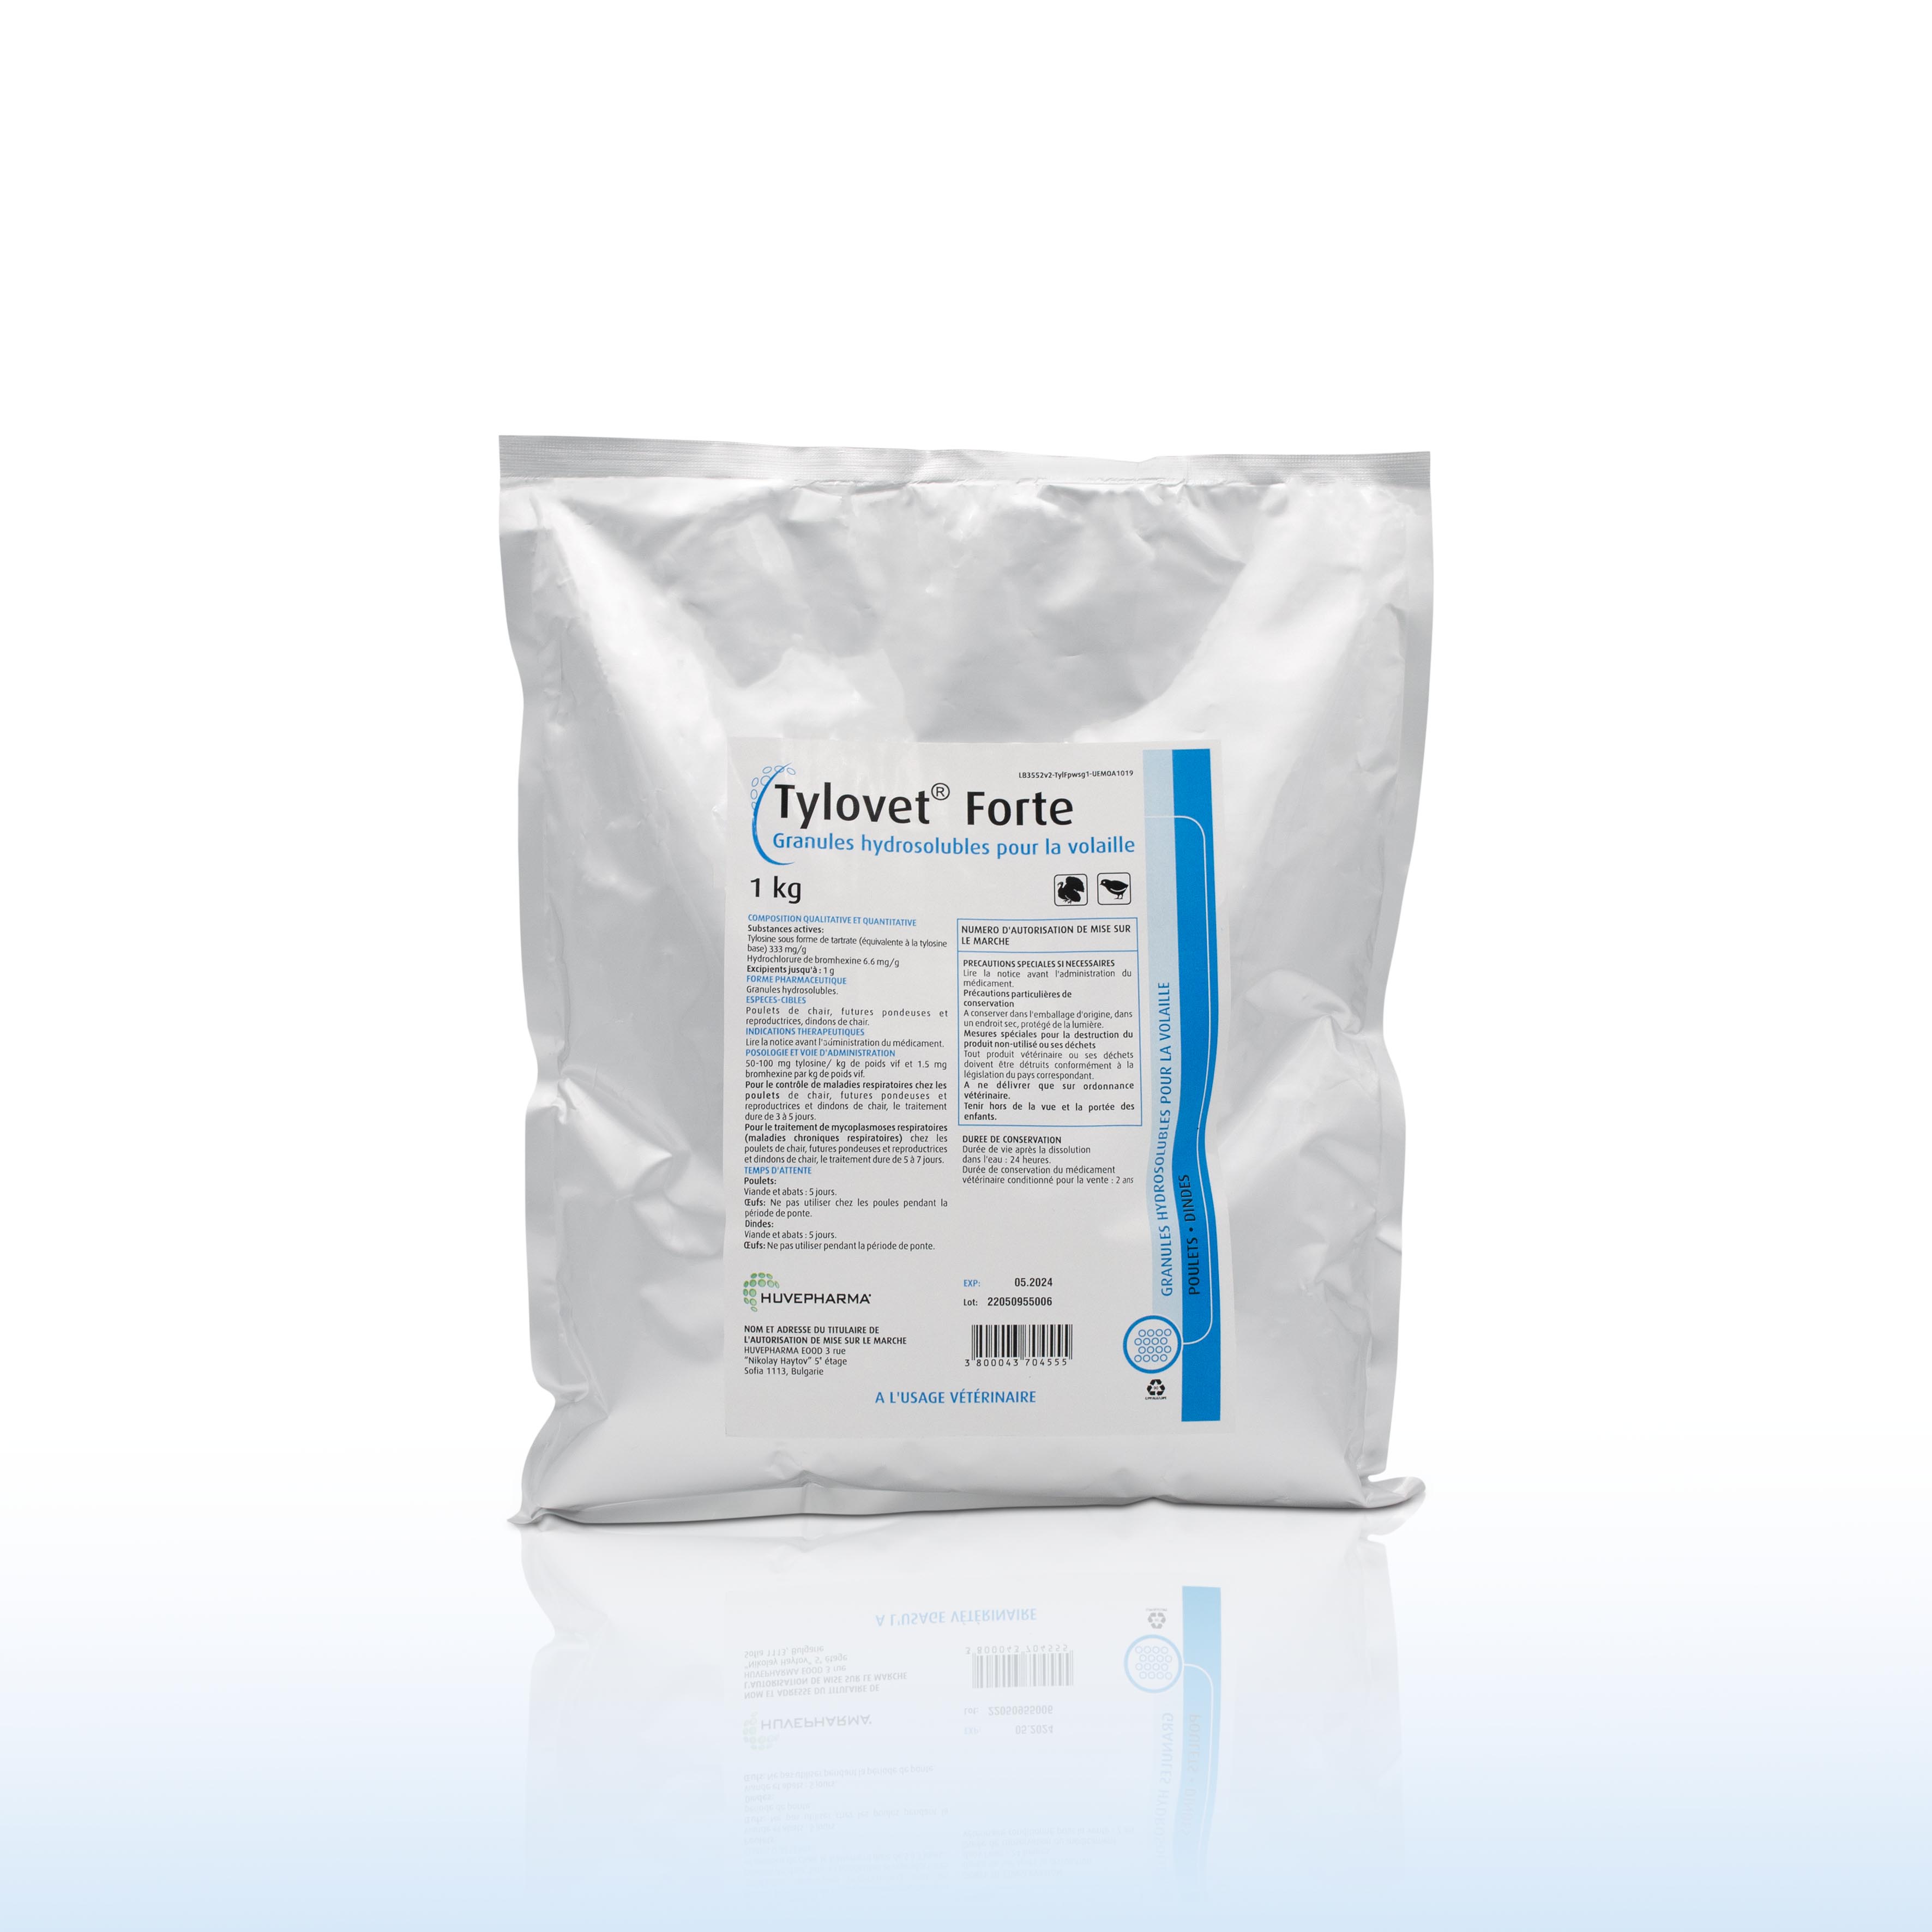 LB3552v2-TylFpwsg1-UEMOA1019
Tylovet® Forte
Granules hydrosolubles pour la volaille
1 kg
COMPOSITION QUALITATIVE ET QUANTITATIVE
Substances actives:
Tylosine sous forme de tartrate (équivalente à la tylosine
base) 333 mg/g
Hydrochlorure de bromhexine 6.6 mg/g
Excipients jusqu'à : 1 g
FORME PHARMACEUTIQUE
Granules hydrosolubles.
ESPECES-CIBLES
Poulets de chair, futures pondeuses et
reproductrices, dindons de chair.
INDICATIONS THERAPEUTIQUES
Lire la notice avant l'administration du médicament.
POSOLOGIE ET VOIE D'ADMINISTRATION
50-100 mg tylosine/ kg de poids vif et 1.5 mg
bromhexine par kg de poids vif.
Pour le contrôle de maladies respiratoires chez les
poulets de chair, futures pondeuses et
reproductrices et dindons de chair, le traitement
dure de 3 à 5 jours.
Pour le traitement de mycoplasmoses respiratoires
(maladies chroniques respiratoires) chez les
poulets de chair, futures pondeuses et reproductrices
et dindons de chair, le traitement dure de 5 à 7 jours.
TEMPS D'ATTENTE
Poulets:
Viande et abats : 5 jours.
Œufs: Ne pas utiliser chez les poules pendant la
période de ponte.
Dindes:
Viande et abats : 5 jours.
Œufs: Ne pas utiliser pendant la période de ponte.
HUVEPHARMA
NOM ET ADRESSE DU TITULAIRE DE
L'AUTORISATION DE MISE SUR LE MARCHE
HUVEPHARMA EOOD 3 rue
"Nikolay Haytov" 5° étage
Sofia 1113, Bulgarie
NUMERO D'AUTORISATION DE MISE SUR
LE MARCHE
PRECAUTIONS SPECIALES SI NECESSAIRES
Lire la notice avant l'administration du
médicament.
Précautions particulières de
conservation
A conserver dans l'emballage d'origine, dans
un endroit sec, protégé de la lumière.
Mesures spéciales pour la destruction du
produit non-utilisé ou ses déchets
Tout produit vétérinaire ou ses déchets
doivent être détruits conformément à la
législation du pays correspondant.
A ne délivrer que sur ordonnance
vétérinaire.
Tenir hors de la vue et la portée des
enfants.
DUREE DE CONSERVATION
Durée de vie après la dissolution
dans l'eau : 24 heures.
Durée de conservation du médicament
vétérinaire conditionné pour la vente : 2 ans
EXP: 05.2024
Lot: 22050955006
3 800043 704555
A L'USAGE VÉTÉRINAIRE
GRANULES HYDROSOLUBLES POUR LA VOLAILLE
POULETS • DINDES